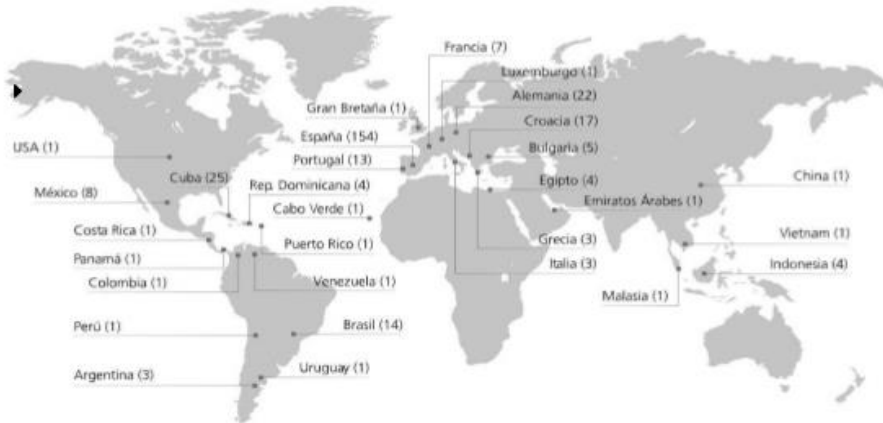 Francia (7)
Luxemburgo (1)
Alemania (22)
Gran Bretaña (1)
Croacia (17)
España (154)
USA (1)
Bulgaria (5)
Portugal (13)
Cuba (25)
China (1)
Rep. Dominicana (4)
Egipto (4)
México (8)
Emiratos Árabes (1)
Cabo Verde (1)
Costa Rica (1)
Vietnam (1)
Puerto Rico (1)
Grecia (3)
Panamá (1)
Italia (3)
Indonesia (4)
Colombia (1)
Venezuela (1)
Malasia (1)
Perú (1)
Brasil (14)
Uruguay (1)
Argentina (3)